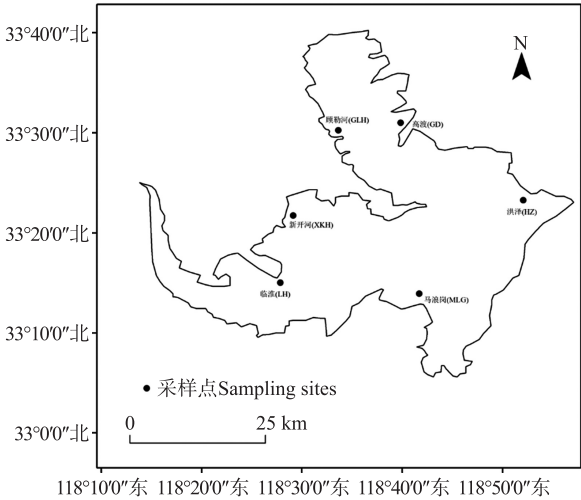 33°40′0″北
N
颐勒河(GLH)
高渡(GD)
33°30′0″北
洪泽(HZ)
新开河(XKH)
33°20′0″北
临淮(LH)
马浪岗(MLG)
33°10′0″北
采样点Sampling sites
0 25 km
33°0′0″北
118°10′0″东 118°20′0″东 118°30′0″东 118°40′0″东 118°50′0″东